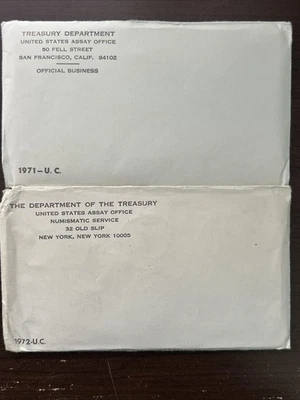 TREASURY DEPARTMENT
UNITED STATES ASSAY OFFICE
50 FELL STREET
SAN FRANCISCO, CALIF. 94102
OFFICIAL BUSINESS
1971-U. C.
THE DEPARTMENT OF THE TREASURY
UNITED STATES ASSAY OFFICE
NUMISMATIC SERVICE
32 OLD SLIP
NEW YORK, NEW YORK 10005
1972-U.C.